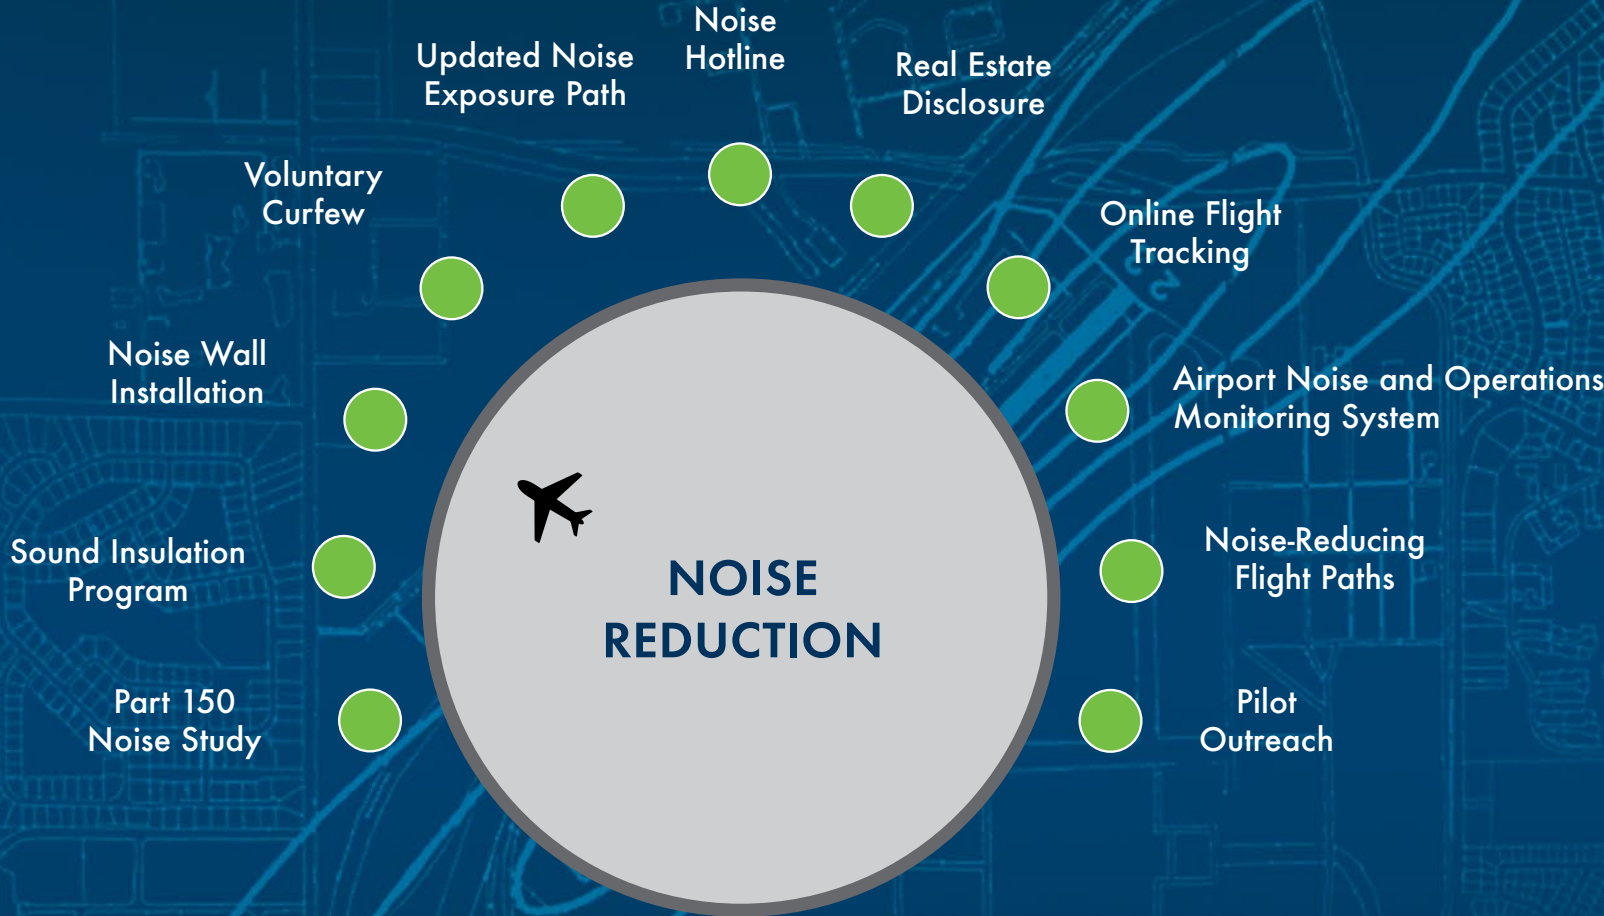 Noise
Hotline
Updated Noise
Exposure Path
Real Estate
Disclosure
Voluntary
Curfew
Online Flight
Tracking
Noise Wall
Installation
Airport Noise and Operations
Monitoring System
Sound Insulation
Program
Noise-Reducing
Flight Paths
NOISE
REDUCTION
Part 150
Noise Study
Pilot
Outreach
22